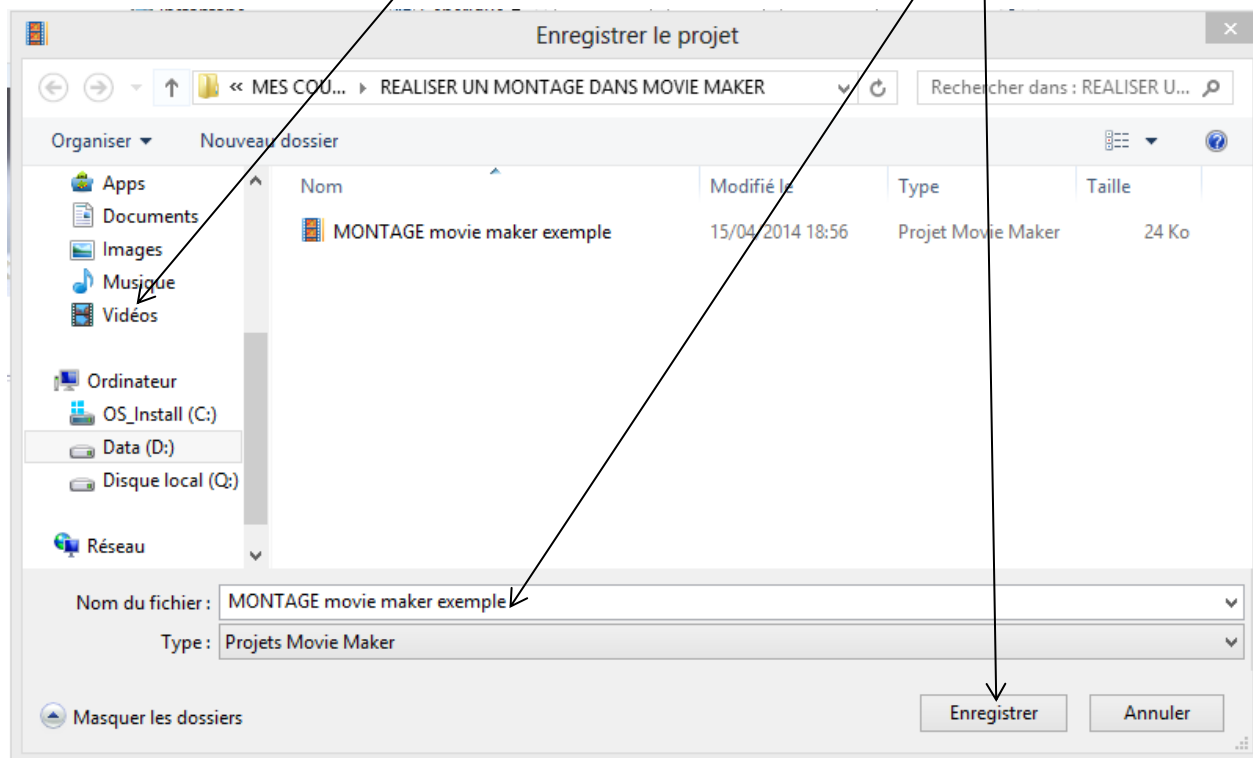 Enregistrer le projet
« MES COU... ▸ REALISER UN MONTAGE DANS MOVIE MAKER
Rechercher dans : REALISER U...
Organiser ▾ Nouveau dossier
Apps
Documents
Images
Musique
Vidéos
Ordinateur
OS_Install (C:)
Data (D:)
Disque local (Q:)
Réseau
Nom Modifié le Type Taille
MONTAGE movie maker exemple 15/04/2014 18:56 Projet Movie Maker 24 Ko
Nom du fichier : MONTAGE movie maker exemple
Type : Projets Movie Maker
Masquer les dossiers
Enregistrer Annuler